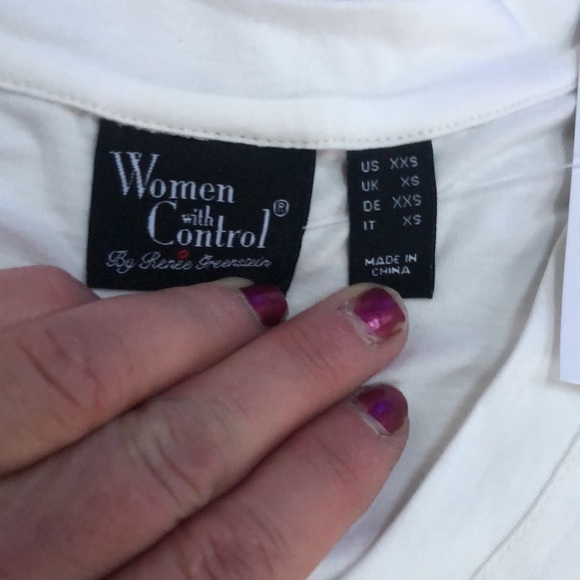 Women
with
Control®
By Renée Greenstein
US XXS
UK XS
DE XXS
IT XS
MADE IN
CHINA